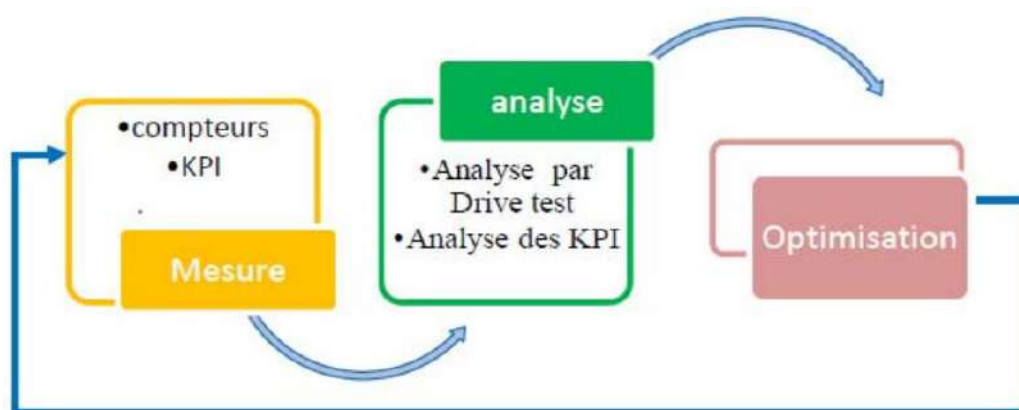 •compteurs
•KPI
.
Mesure
analyse
•Analyse par
Drive test
•Analyse des KPI
Optimisation